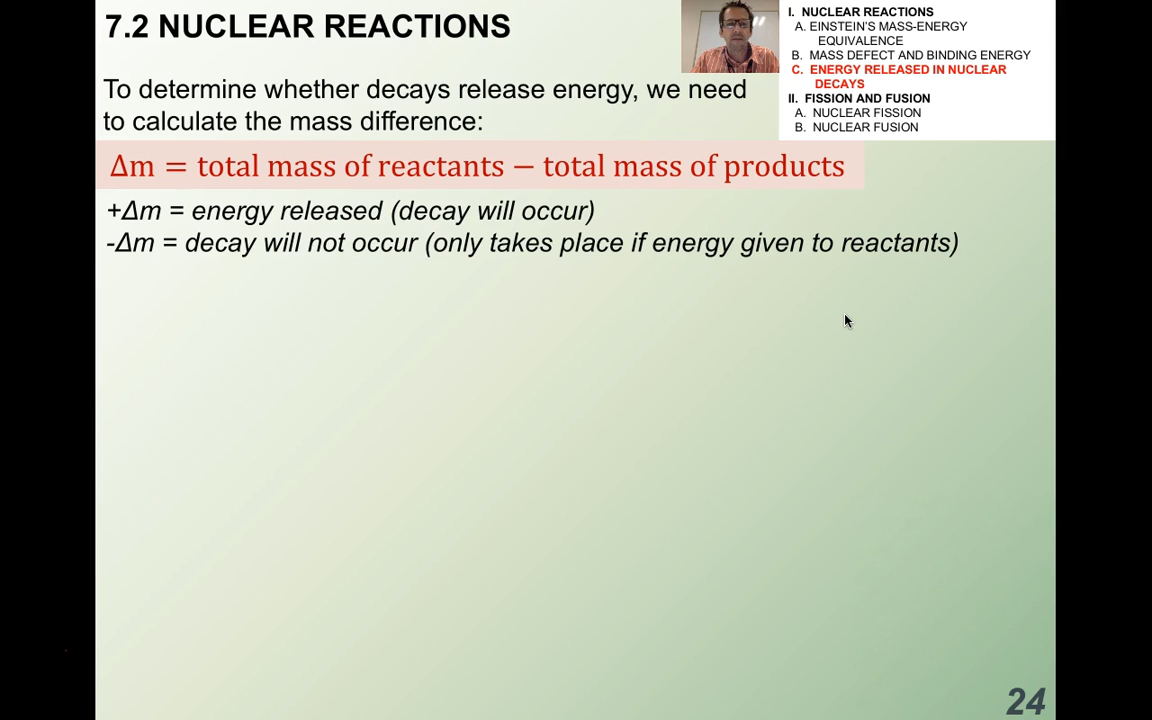 7.2 NUCLEAR REACTIONS
I. NUCLEAR REACTIONS
A. EINSTEIN'S MASS-ENERGY
EQUIVALENCE
B. MASS DEFECT AND BINDING ENERGY
C. ENERGY RELEASED IN NUCLEAR
DECAYS
II. FISSION AND FUSION
A. NUCLEAR FISSION
B. NUCLEAR FUSION
To determine whether decays release energy, we need
to calculate the mass difference:
Δm = total mass of reactants − total mass of products
+Δm = energy released (decay will occur)
-Δm = decay will not occur (only takes place if energy given to reactants)
24